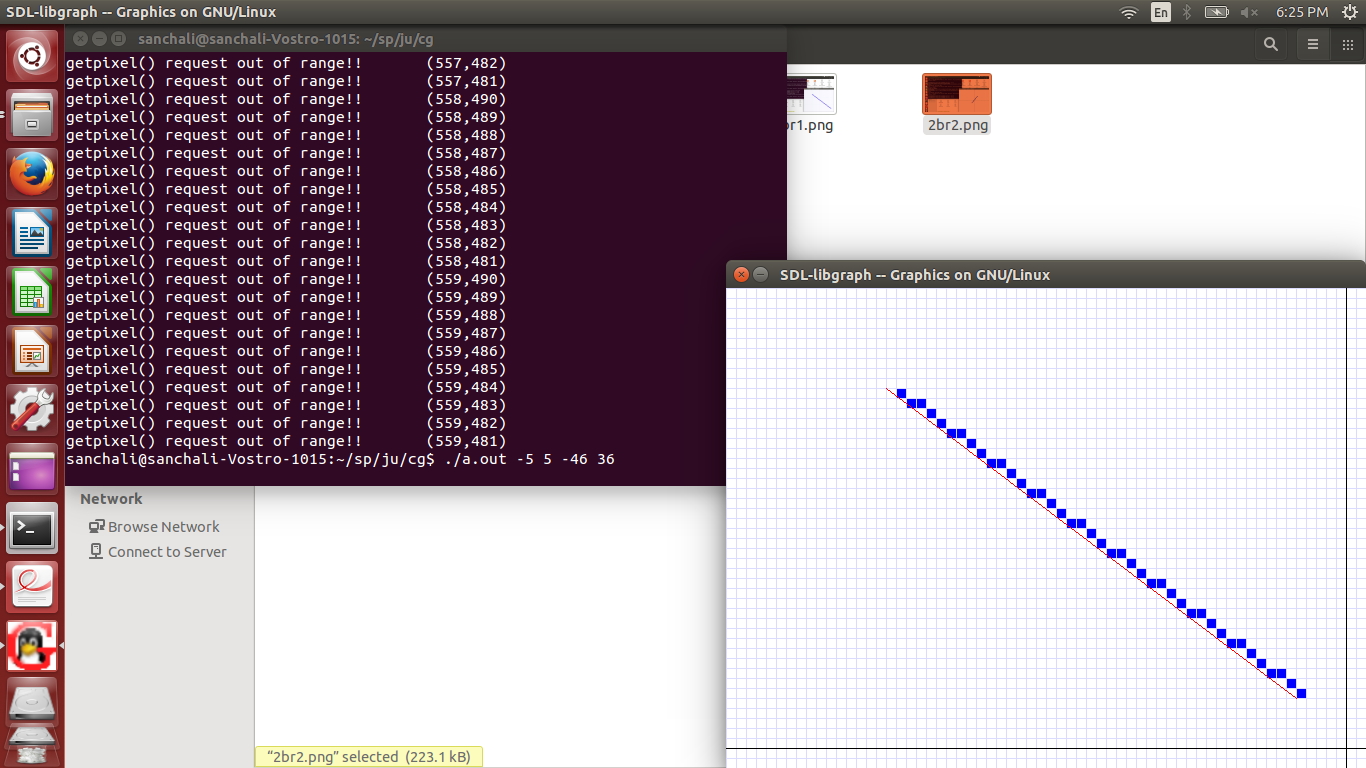 SDL-libgraph -- Graphics on GNU/Linux
En
6:25 PM
sanchali@sanchali-Vostro-1015: ~/sp/ju/cg
getpixel() request out of range!! (557,482)
getpixel() request out of range!! (557,481)
getpixel() request out of range!! (558,490)
getpixel() request out of range!! (558,489)
getpixel() request out of range!! (558,488)
getpixel() request out of range!! (558,487)
getpixel() request out of range!! (558,486)
getpixel() request out of range!! (558,485)
getpixel() request out of range!! (558,484)
getpixel() request out of range!! (558,483)
getpixel() request out of range!! (558,482)
getpixel() request out of range!! (558,481)
getpixel() request out of range!! (559,490)
getpixel() request out of range!! (559,489)
getpixel() request out of range!! (559,488)
getpixel() request out of range!! (559,487)
getpixel() request out of range!! (559,486)
getpixel() request out of range!! (559,485)
getpixel() request out of range!! (559,484)
getpixel() request out of range!! (559,483)
getpixel() request out of range!! (559,482)
getpixel() request out of range!! (559,481)
sanchali@sanchali-Vostro-1015:~/sp/ju/cg$ ./a.out -5 5 -46 36
br1.png
2br2.png
SDL-libgraph -- Graphics on GNU/Linux
Network
Browse Network
Connect to Server
“2br2.png” selected (223.1 kB)